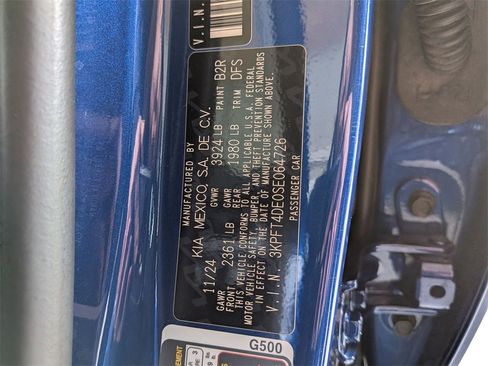 MANUFACTURED BY
KIA MEXICO, S.A. DE C.V.
11/24 GVWR 3924 LB PAINT B2R
GAWR FRONT 2361 LB GAWR REAR 1980 LB TRIM DFS
THIS VEHICLE CONFORMS TO ALL APPLICABLE U.S.A. FEDERAL
MOTOR VEHICLE SAFETY, BUMPER, AND THEFT PREVENTION STANDARDS
IN EFFECT ON THE DATE OF MANUFACTURE SHOWN ABOVE.
V.I.N. 3KPFT4DE0SE064726
PASSENGER CAR
V.I.N.
G500